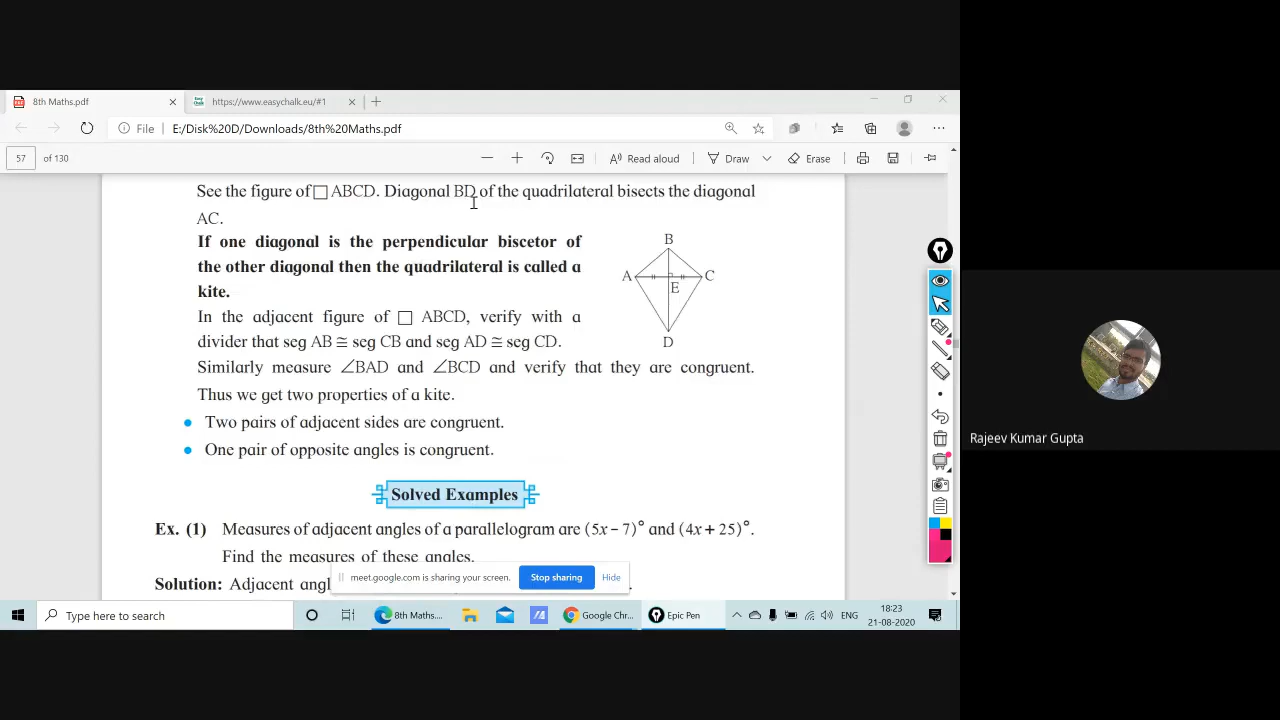 8th Maths.pdf
https://www.easychalk.eu/#1
File E:/Disk%20D/Downloads/8th%20Maths.pdf
57 of 130 Read aloud Draw Erase
See the figure of □ ABCD. Diagonal BD of the quadrilateral bisects the diagonal
AC.
If one diagonal is the perpendicular biscetor of
the other diagonal then the quadrilateral is called a
kite.
In the adjacent figure of □ ABCD, verify with a
divider that seg AB ≅ seg CB and seg AD ≅ seg CD.
Similarly measure ∠BAD and ∠BCD and verify that they are congruent.
Thus we get two properties of a kite.
• Two pairs of adjacent sides are congruent.
• One pair of opposite angles is congruent.
B
A C
E
D
Solved Examples
Ex. (1) Measures of adjacent angles of a parallelogram are (5x − 7)° and (4x + 25)°.
Find the measures of these angles.
Solution: Adjacent ang
meet.google.com is sharing your screen. Stop sharing Hide
Type here to search
8th Maths....
Google Chr...
Epic Pen
ENG
18:23
21-08-2020
Rajeev Kumar Gupta